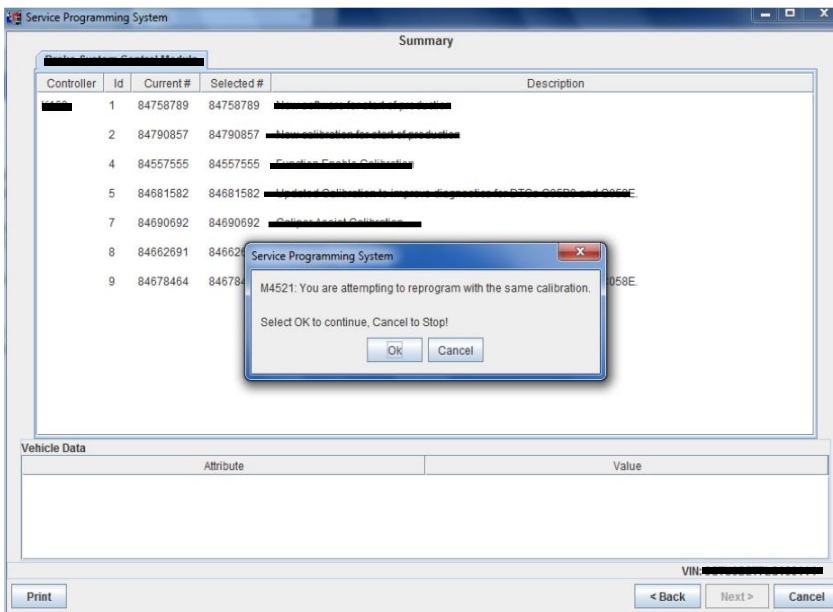 Service Programming System
Summary
Controller Id Current # Selected # Description
1 84758789 84758789
2 84790857 84790857
4 84557555 84557555
5 84681582 84681582
7 84690692 84690692
8 84662691
9 84678464 058E.
Service Programming System
M4521: You are attempting to reprogram with the same calibration.
Select OK to continue, Cancel to Stop!
Ok Cancel
Vehicle Data
Attribute Value
VIN:
Print < Back Next > Cancel